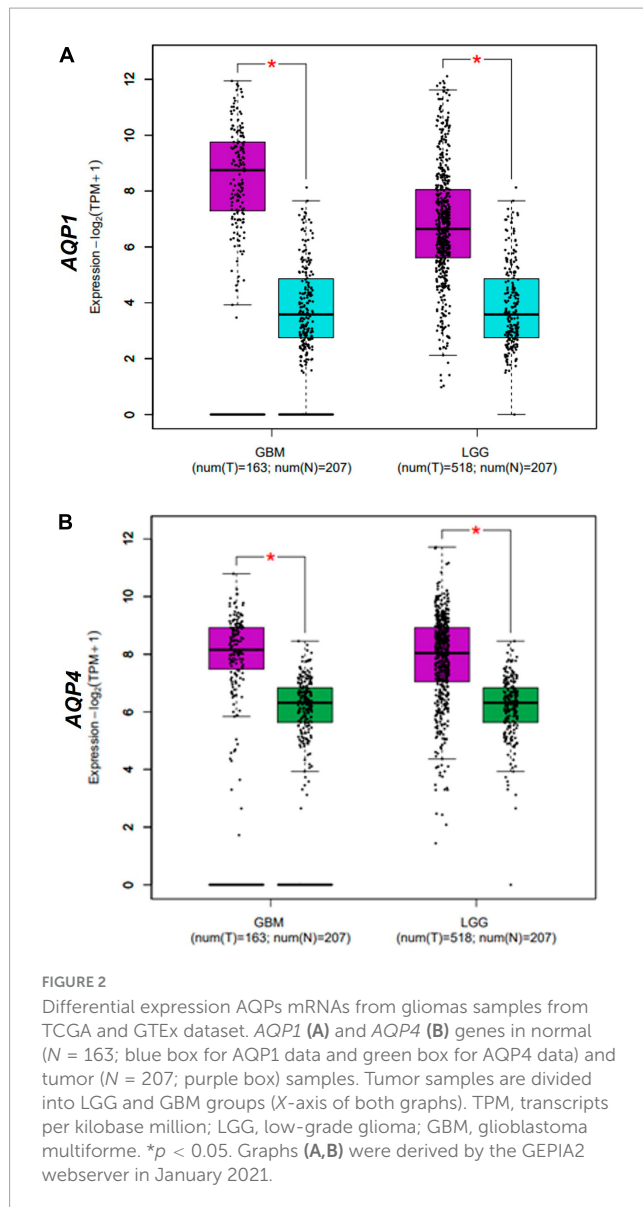 A
*
*
12
10
8
6
4
2
0
AQP1
Expression – log2(TPM + 1)
GBM
(num(T)=163; num(N)=207)
LGG
(num(T)=518; num(N)=207)
B
*
*
12
10
8
6
4
2
0
AQP4
Expression – log2(TPM + 1)
GBM
(num(T)=163; num(N)=207)
LGG
(num(T)=518; num(N)=207)
FIGURE 2
Differential expression AQPs mRNAs from gliomas samples from
TCGA and GTEx dataset. AQP1 (A) and AQP4 (B) genes in normal
(N = 163; blue box for AQP1 data and green box for AQP4 data) and
tumor (N = 207; purple box) samples. Tumor samples are divided
into LGG and GBM groups (X-axis of both graphs). TPM, transcripts
per kilobase million; LGG, low-grade glioma; GBM, glioblastoma
multiforme. *p < 0.05. Graphs (A,B) were derived by the GEPIA2
webserver in January 2021.